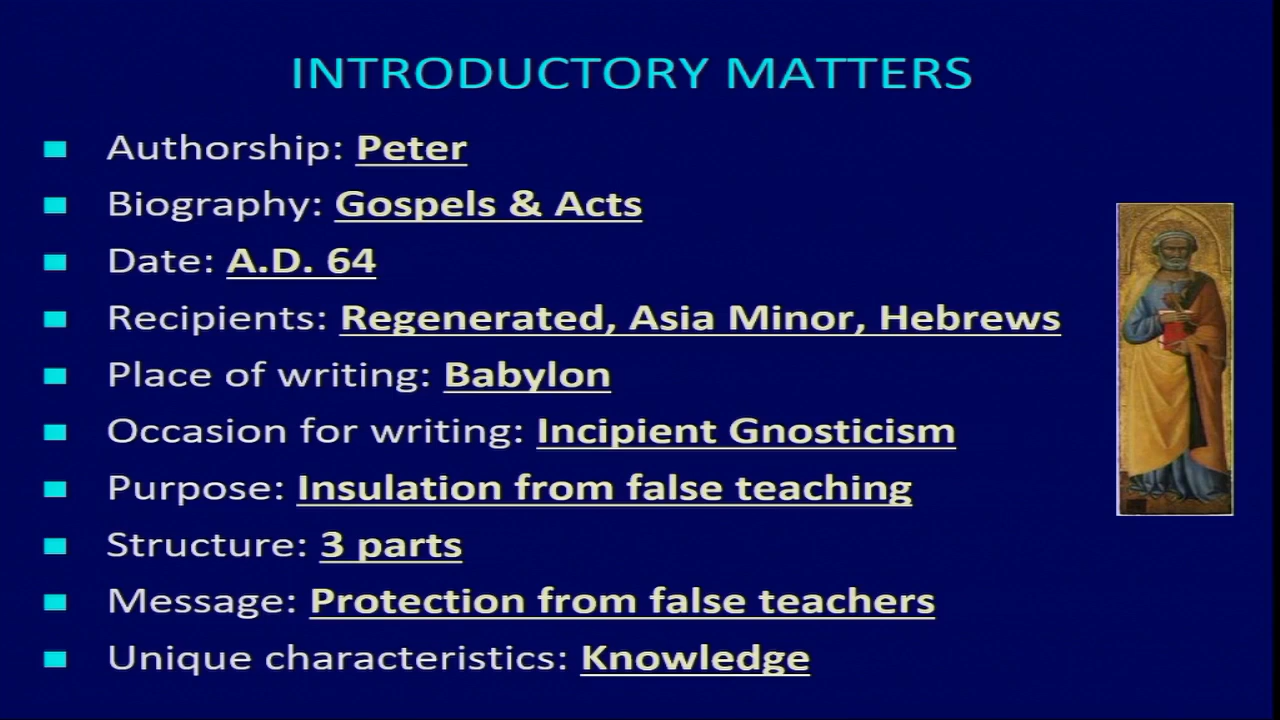 INTRODUCTORY MATTERS
Authorship: Peter
Biography: Gospels & Acts
Date: A.D. 64
Recipients: Regenerated, Asia Minor, Hebrews
Place of writing: Babylon
Occasion for writing: Incipient Gnosticism
Purpose: Insulation from false teaching
Structure: 3 parts
Message: Protection from false teachers
Unique characteristics: Knowledge